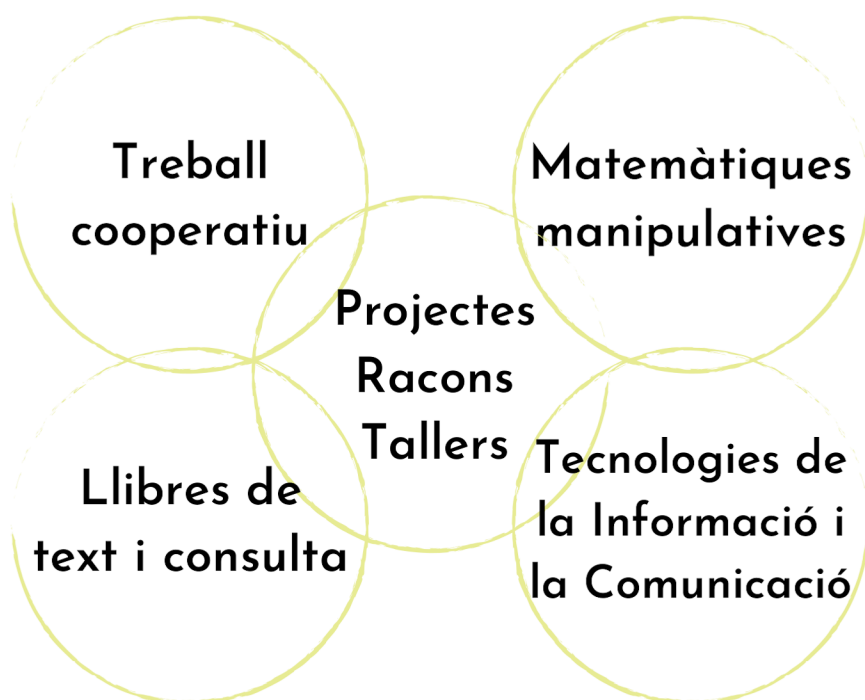 Treball
cooperatiu
Matemàtiques
manipulatives
Projectes
Racons
Tallers
Llibres de
text i consulta
Tecnologies de
la Informació i
la Comunicació